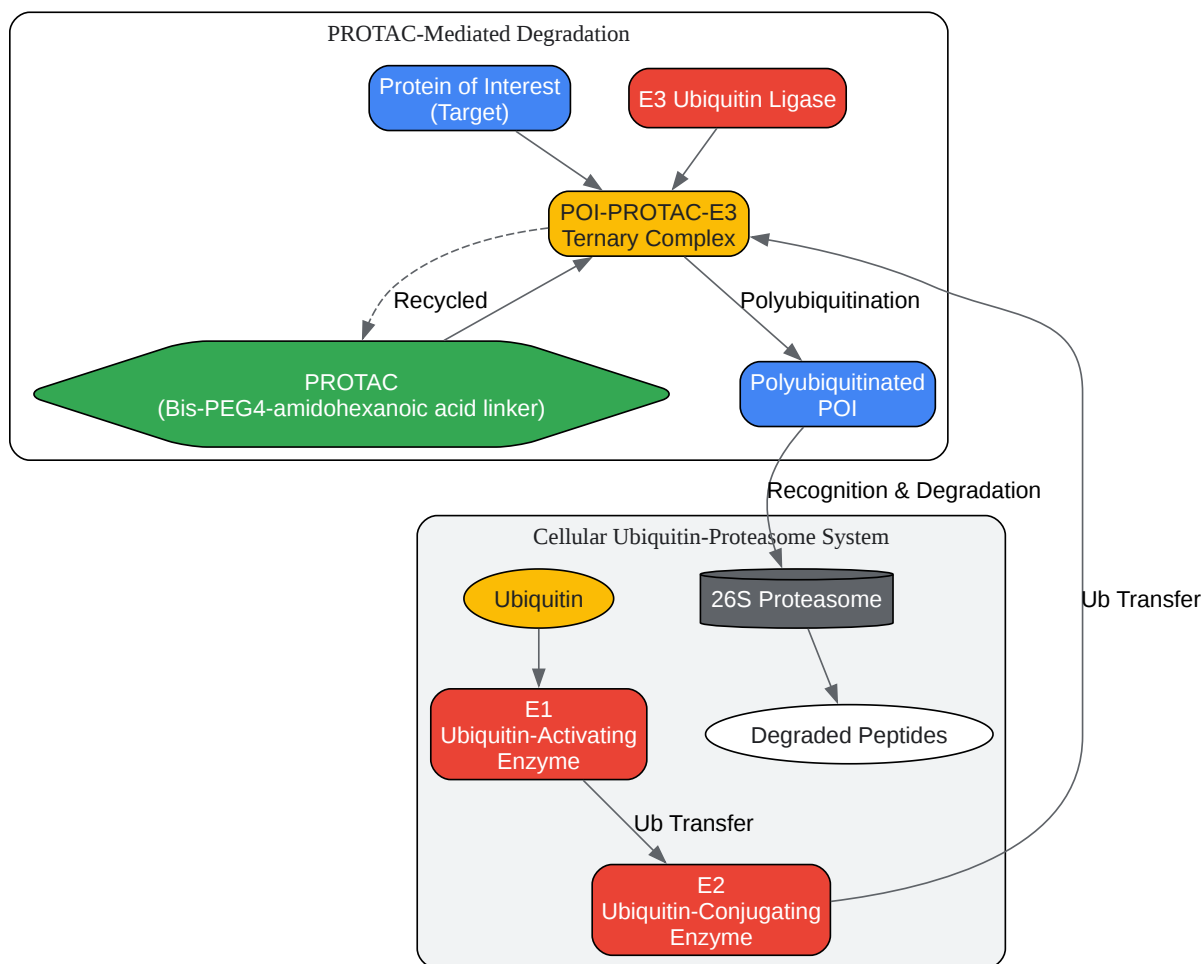 PROTAC-Mediated Degradation
Protein of Interest
(Target)
E3 Ubiquitin Ligase
POI-PROTAC-E3
Ternary Complex
Recycled
Polyubiquitination
PROTAC
(Bis-PEG4-amidohexanoic acid linker)
Polyubiquitinated
POI
Recognition & Degradation
Cellular Ubiquitin-Proteasome System
Ubiquitin
26S Proteasome
Ub Transfer
E1
Ubiquitin-Activating
Enzyme
Degraded Peptides
Ub Transfer
E2
Ubiquitin-Conjugating
Enzyme